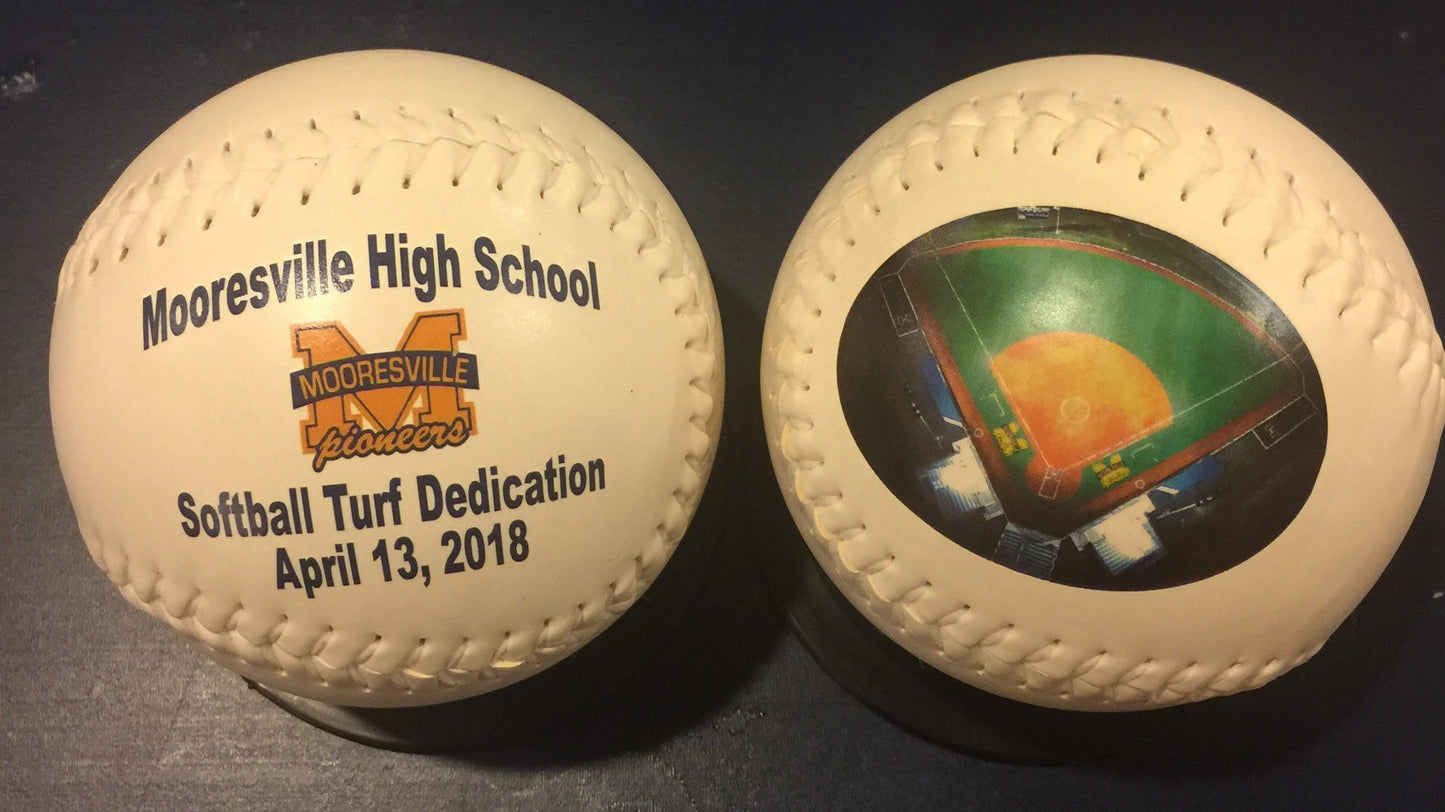 Mooresville High School
MOORESVILLE
pioneers
Softball Turf Dedication
April 13, 2018